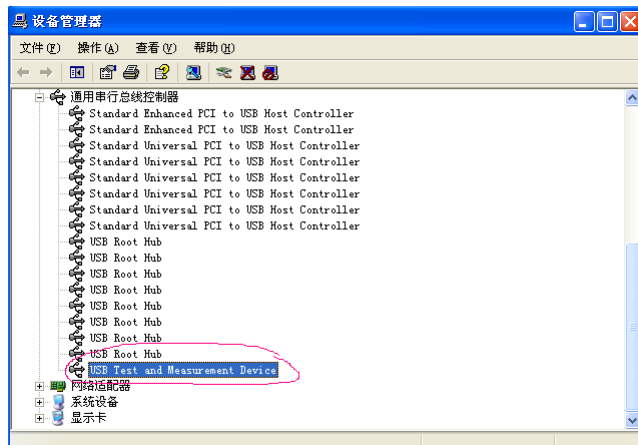 设备管理器
文件(F) 操作(A) 查看(V) 帮助(H)
通用串行总线控制器
Standard Enhanced PCI to USB Host Controller
Standard Enhanced PCI to USB Host Controller
Standard Universal PCI to USB Host Controller
Standard Universal PCI to USB Host Controller
Standard Universal PCI to USB Host Controller
Standard Universal PCI to USB Host Controller
Standard Universal PCI to USB Host Controller
Standard Universal PCI to USB Host Controller
USB Root Hub
USB Root Hub
USB Root Hub
USB Root Hub
USB Root Hub
USB Root Hub
USB Root Hub
USB Root Hub
USB Test and Measurement Device
网络适配器
系统设备
显示卡